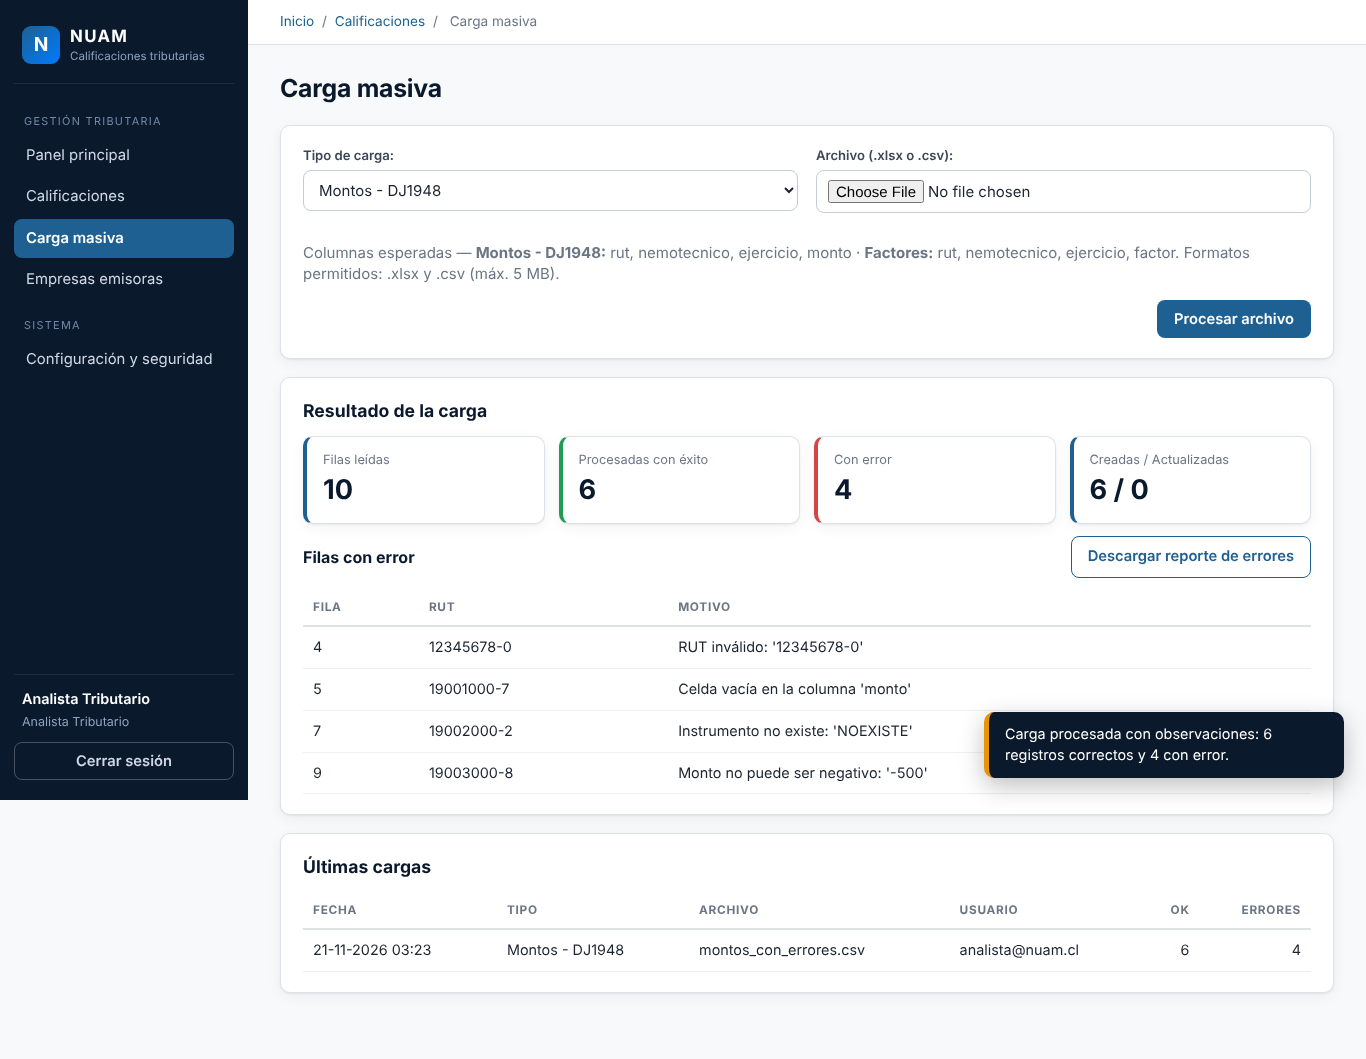 N
NUAM
Calificaciones tributarias
GESTIÓN TRIBUTARIA
Panel principal
Calificaciones
Carga masiva
Empresas emisoras
SISTEMA
Configuración y seguridad
Analista Tributario
Analista Tributario
Cerrar sesión
Inicio / Calificaciones / Carga masiva
Carga masiva
Tipo de carga:
Montos - DJ1948
Archivo (.xlsx o .csv):
Choose File No file chosen
Columnas esperadas — Montos - DJ1948: rut, nemotecnico, ejercicio, monto · Factores: rut, nemotecnico, ejercicio, factor. Formatos
permitidos: .xlsx y .csv (máx. 5 MB).
Procesar archivo
Resultado de la carga
Filas leídas
10
Procesadas con éxito
6
Con error
4
Creadas / Actualizadas
6 / 0
Filas con error
Descargar reporte de errores
FILA RUT MOTIVO
4 12345678-0 RUT inválido: '12345678-0'
5 19001000-7 Celda vacía en la columna 'monto'
7 19002000-2 Instrumento no existe: 'NOEXISTE'
9 19003000-8 Monto no puede ser negativo: '-500'
Carga procesada con observaciones: 6
registros correctos y 4 con error.
Últimas cargas
FECHA TIPO ARCHIVO USUARIO OK ERRORES
21-11-2026 03:23 Montos - DJ1948 montos_con_errores.csv analista@nuam.cl 6 4